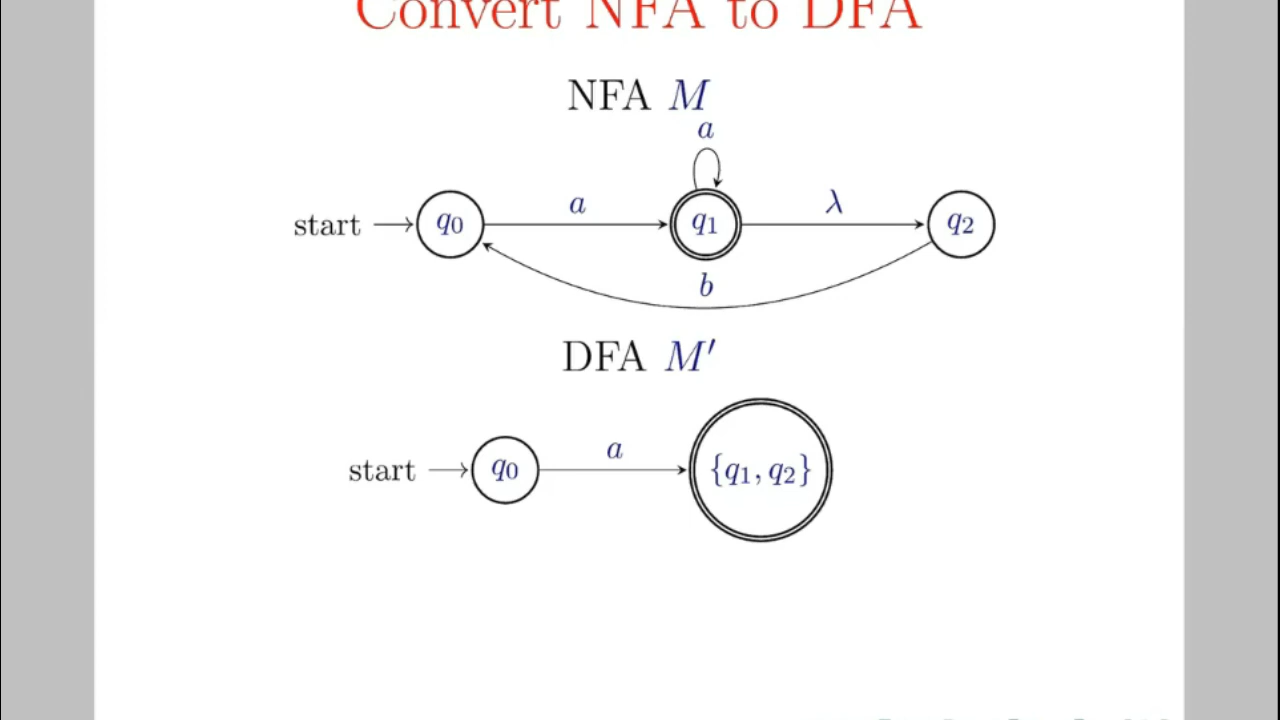 Convert NFA to DFA
NFA M
a
start q₀ a q₁ λ q₂
b
DFA M′
start q₀ a {q₁, q₂}